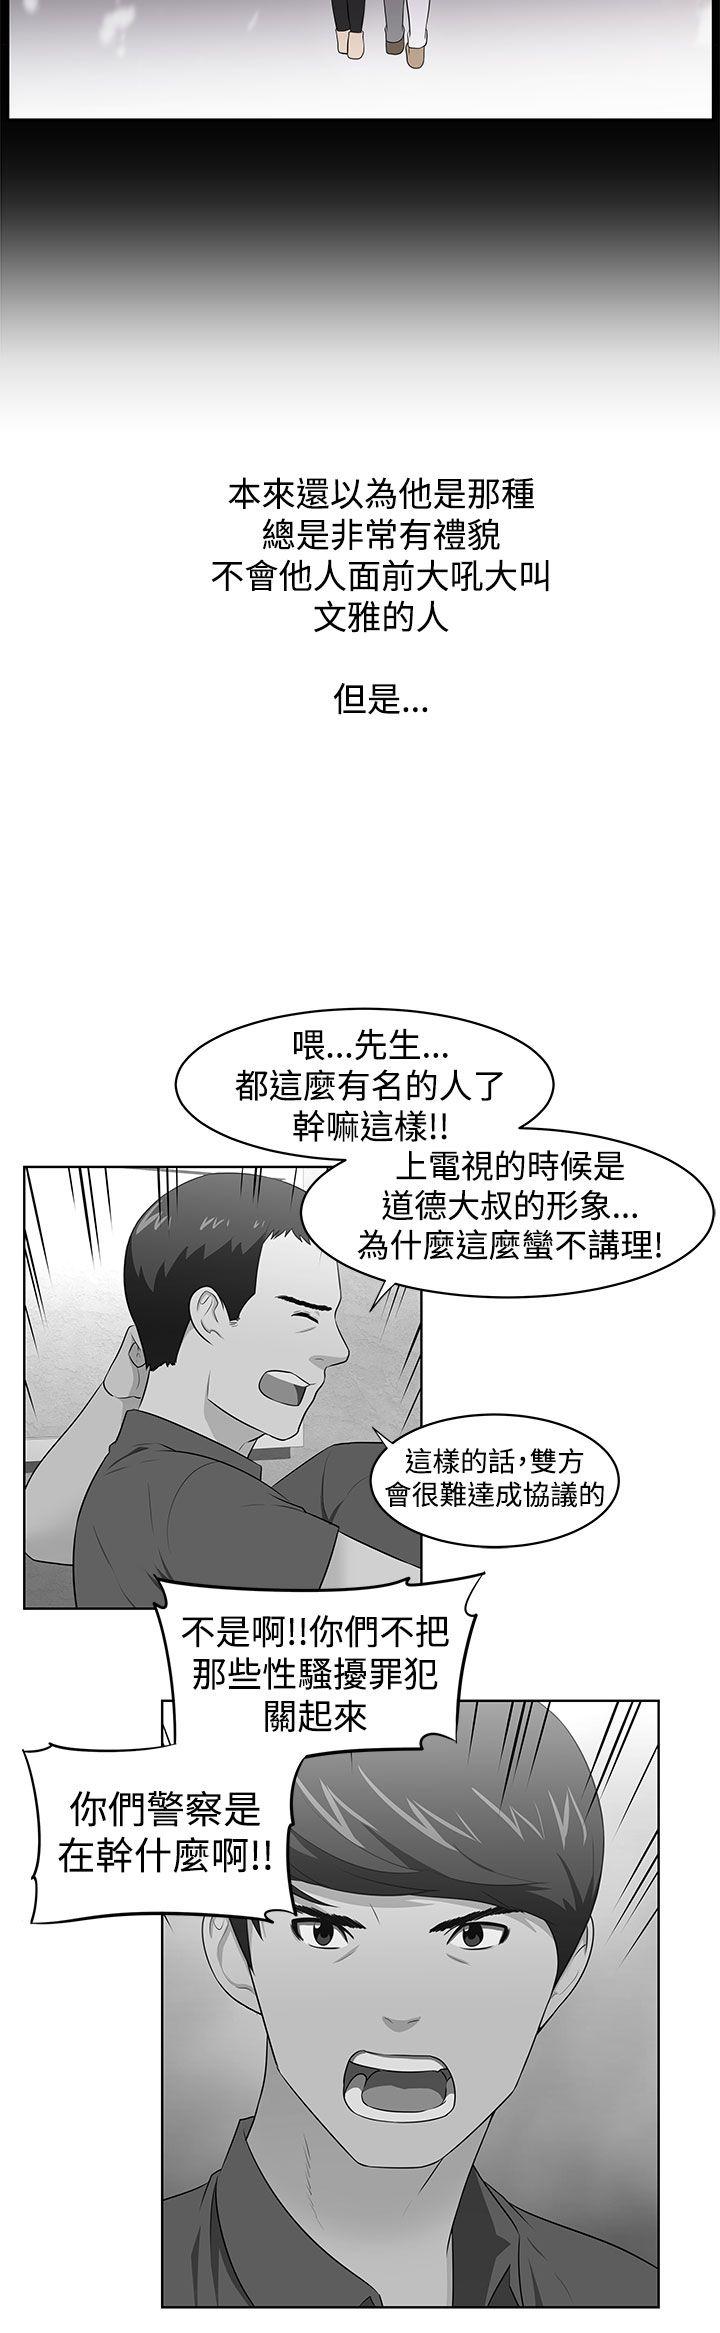 本來還以為他是那種
總是非常有禮貌
不會他人面前大吼大叫
文雅的人
但是...
喂...先生...
都這麼有名的人了
幹嘛這樣!!
上電視的時候是
道德大叔的形象...
為什麼這麼蠻不講理!
這樣的話,雙方
會很難達成協議的
不是啊!!你們不把
那些性騷擾罪犯
關起來
你們警察是
在幹什麼啊!!